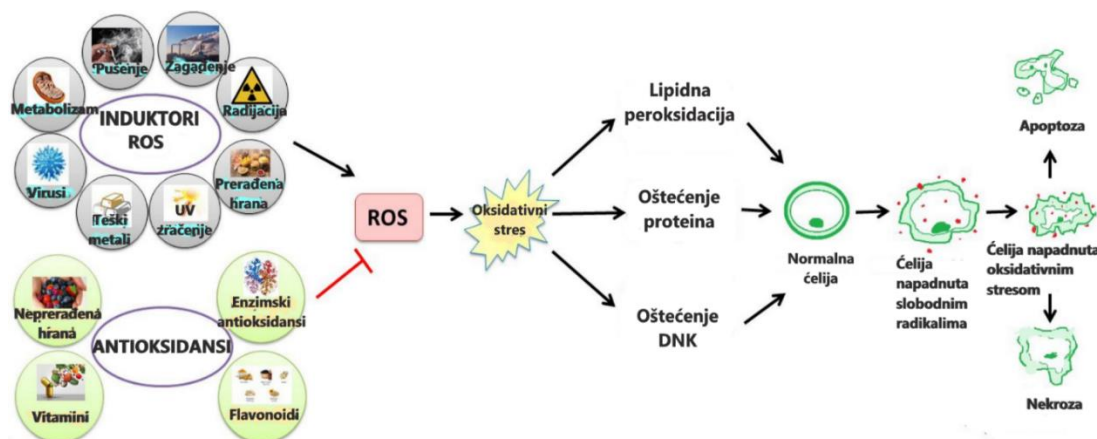 Pušenje
Zagađenje
Metabolizam
Radijacija
INDUKTORI
ROS
Virusi
Prerađena
hrana
Teški
metali
UV
zračenje
ROS
Oksidativni
stres
Lipidna
peroksidacija
Oštećenje
proteina
Oštećenje
DNK
Normalna
ćelija
Ćelija
napadnuta
slobodnim
radikalima
Apoptoza
Ćelija napadnuta
oksidativnim
stresom
Nekroza
Neprerađena
hrana
Enzimski
antioksidansi
ANTIOKSIDANSI
Vitamini
Flavonoidi